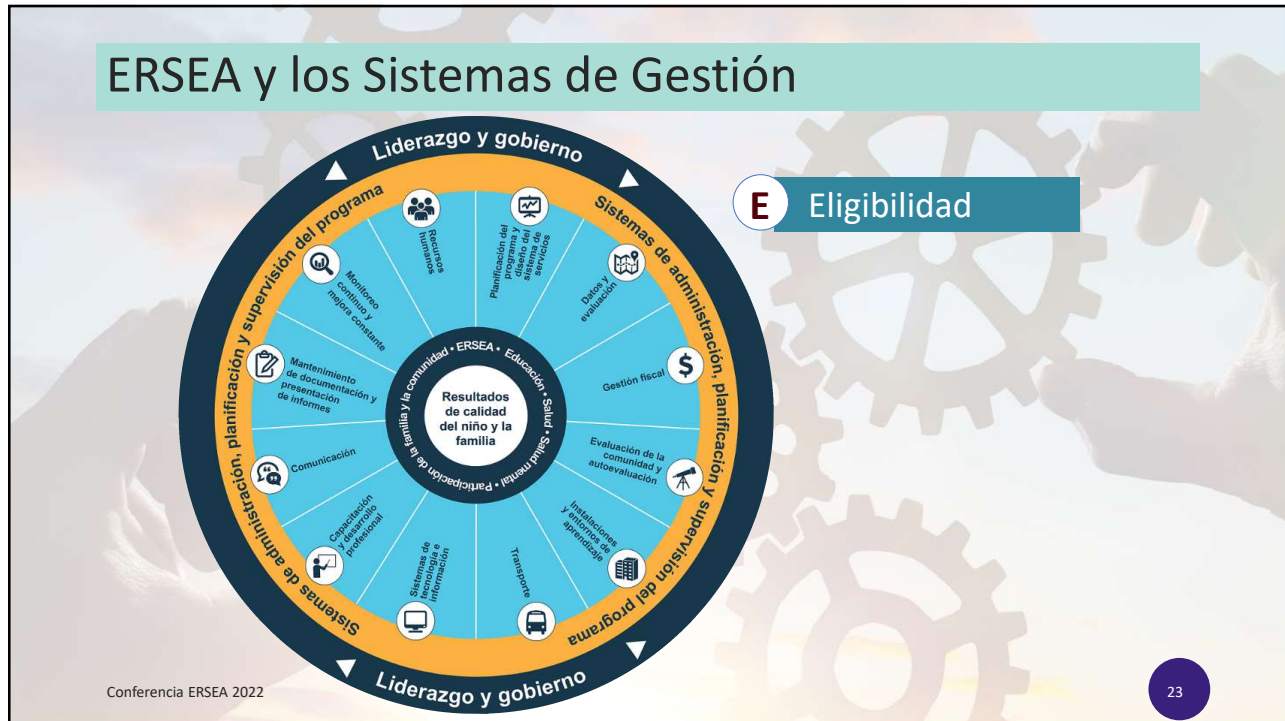 ERSEA y los Sistemas de Gestión
Liderazgo y gobierno
Sistemas de administración, planificación y supervisión del programa
Sistemas de administración, planificación y supervisión del programa
Recursos
humanos
Planificación del
programa y
diseño del
sistema de
servicios
Datos y
evaluación
$
Gestión fiscal
Evaluación de la
comunidad y
autoevaluación
Instalaciones
y entornos de
aprendizaje
Transporte
Sistemas de
tecnología e
información
Capacitación
y desarrollo
profesional
Comunicación
Mantenimiento
de documentación y
presentación
de informes
Monitoreo
continuo y
mejora constante
ERSEA • Educación • Salud • Salud mental • Participación de la familia y la comunidad •
Resultados
de calidad
del niño y la
familia
Liderazgo y gobierno
E Eligibilidad
Conferencia ERSEA 2022
23